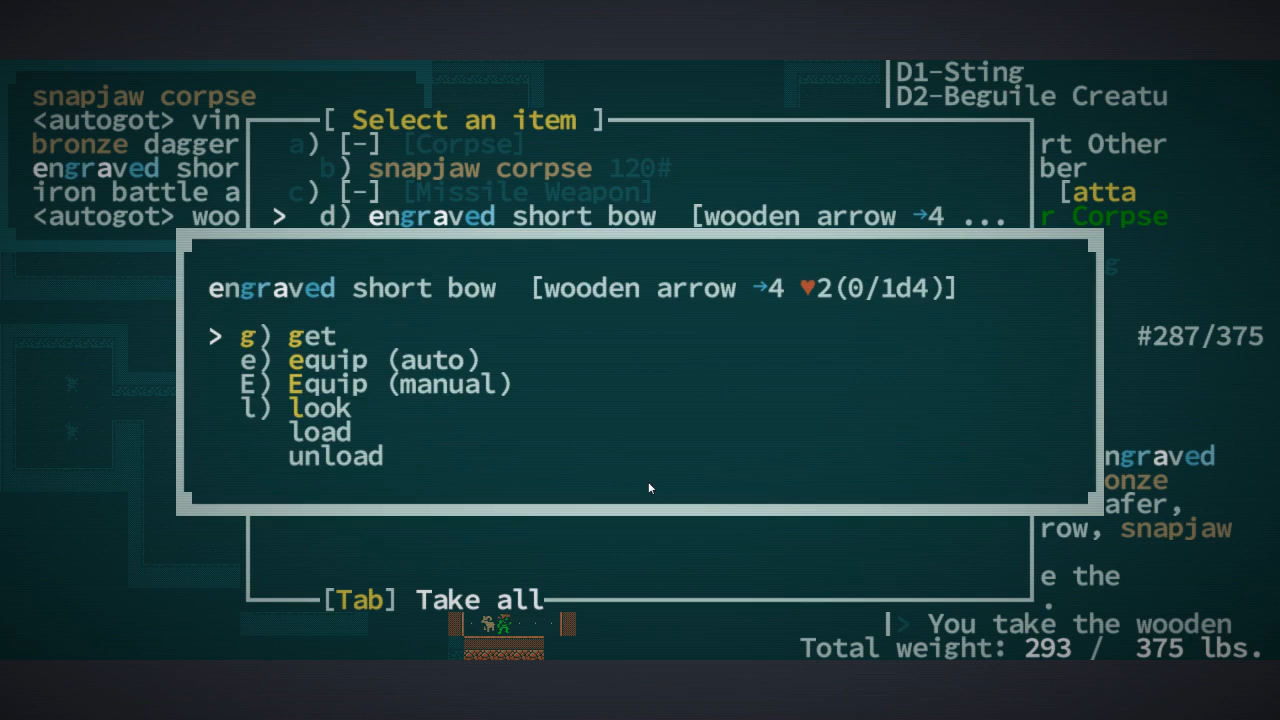 snapjaw corpse
<autogot> vin
bronze dagger
engraved shor
iron battle a
<autogot> woo
[ Select an item ]
a) [-] [Corpse]
b) snapjaw corpse 120#
c) [-] [Missile Weapon]
> d) engraved short bow [wooden arrow →4 ...
D1-Sting
D2-Beguile Creatu
rt Other
ber
[atta
r Corpse
g
#287/375
engraved short bow [wooden arrow →4 ♥2(0/1d4)]
> g) get
e) equip (auto)
E) Equip (manual)
l) look
load
unload
ngraved
onze
afer,
row, snapjaw
e the
.
> You take the wooden
[Tab] Take all
Total weight: 293 / 375 lbs.